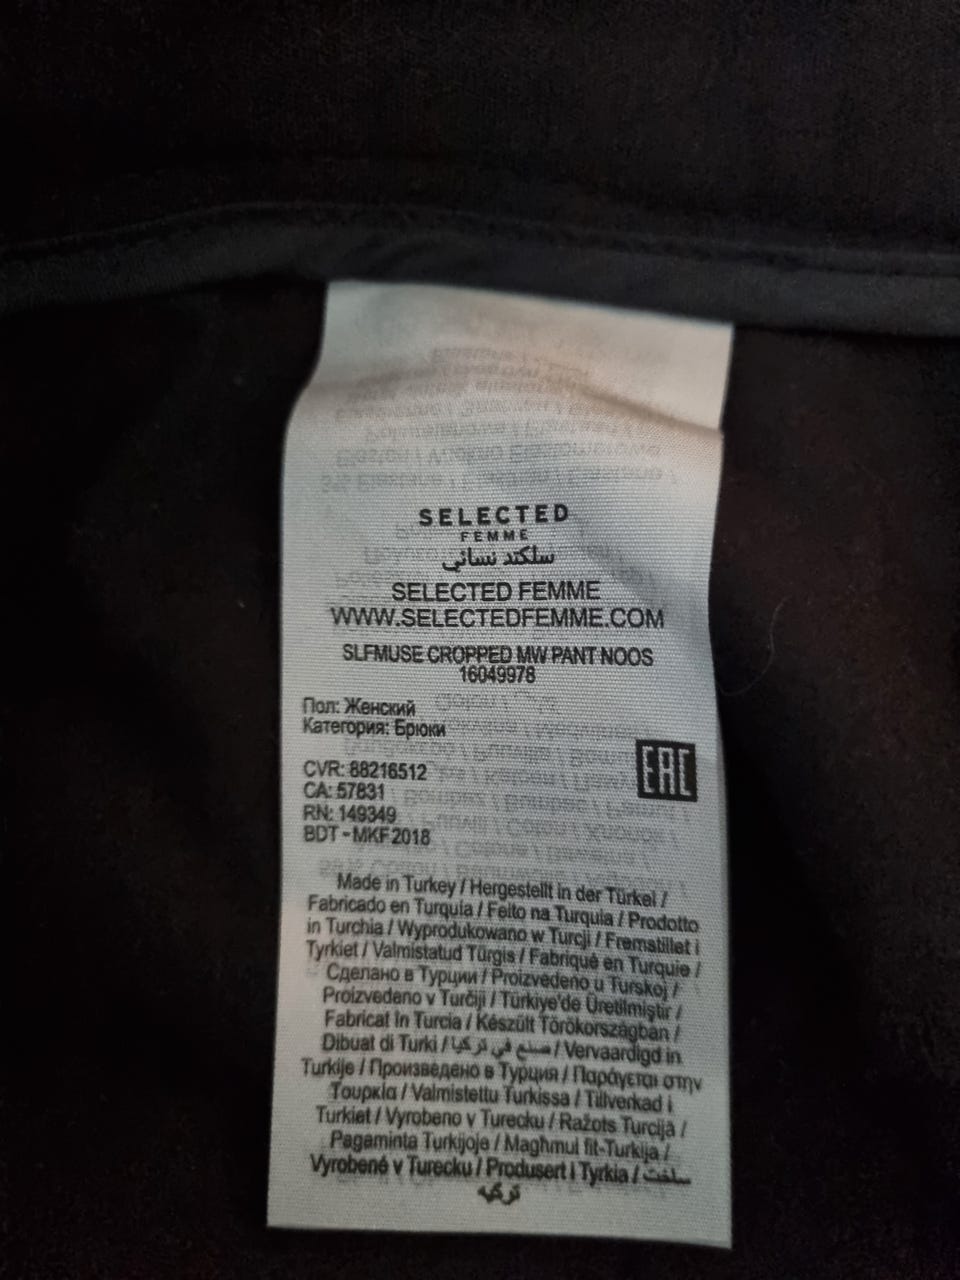 SELECTED
FEMME
سلكتد نسائي
SELECTED FEMME
WWW.SELECTEDFEMME.COM
SLFMUSE CROPPED MW PANT NOOS
16049978
Пол: Женский
Категория: Брюки
EAC
CVR: 88216512
CA: 57831
RN: 149349
BDT - MKF2018
Made in Turkey / Hergestellt in der Türkei /
Fabricado en Turquia / Feito na Turquia / Prodotto
in Turchia / Wyprodukowano w Turcji / Fremstillet i
Tyrkiet / Valmistatud Türgis / Fabriqué en Turquie /
Сделано в Турции / Proizvedeno u Turskoj /
Proizvedeno v Turčiji / Türkiye'de Üretilmiştir /
Fabricat în Turcia / Készült Törökországban /
Dibuat di Turki / صنع في تركيا / Vervaardigd in
Turkije / Произведено в Турция / Παράγεται στην
Τουρκία / Valmistettu Turkissa / Tillverkad i
Turkiet / Vyrobeno v Turecku / Ražots Turcijā /
Pagaminta Turkijoje / Magħmul fit-Turkija /
Vyrobené v Turecku / Produsert i Tyrkia / ساخت
ترکیه